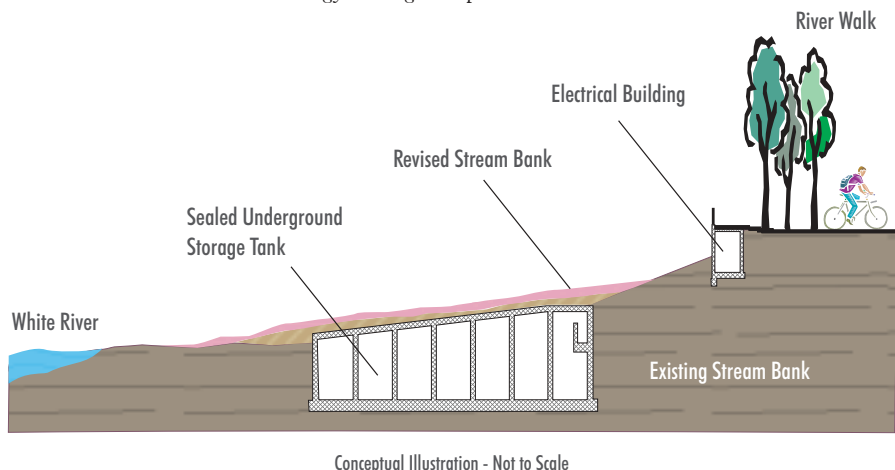 River Walk
Electrical Building
Revised Stream Bank
Sealed Underground
Storage Tank
White River
Existing Stream Bank
Conceptual Illustration - Not to Scale